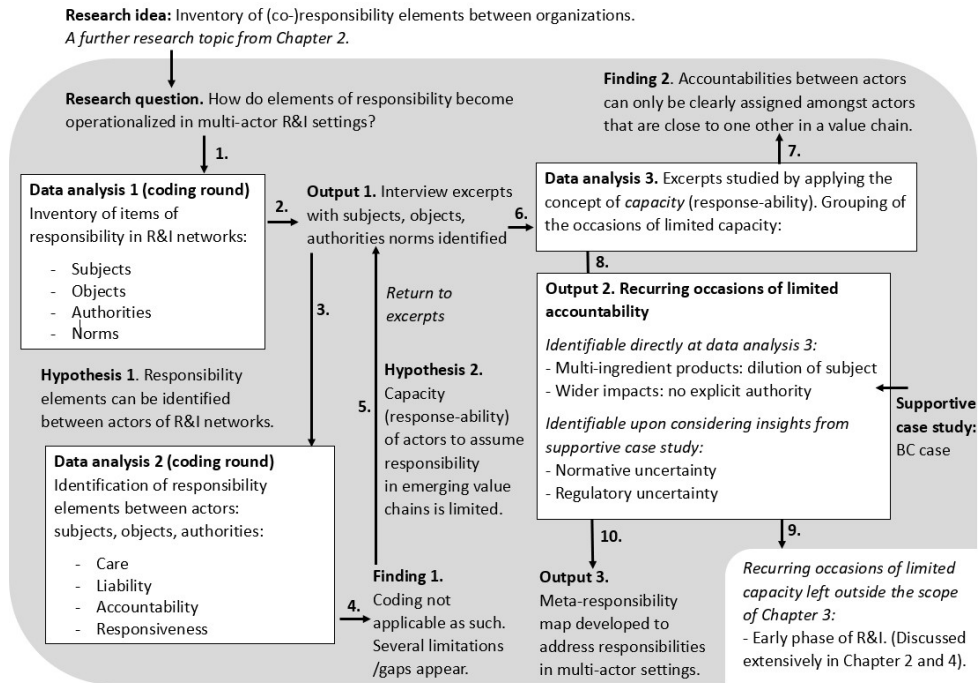 Research idea: Inventory of (co-)responsibility elements between organizations.
A further research topic from Chapter 2.
Research question. How do elements of responsibility become
operationalized in multi-actor R&I settings?
1.
Data analysis 1 (coding round)
Inventory of items of
responsibility in R&I networks:
- Subjects
- Objects
- Authorities
- Norms
2.
Output 1. Interview excerpts
with subjects, objects,
authorities norms identified
3.
Hypothesis 1. Responsibility
elements can be identified
between actors of R&I networks.
Data analysis 2 (coding round)
Identification of responsibility
elements between actors:
subjects, objects, authorities:
- Care
- Liability
- Accountability
- Responsiveness
4.
Finding 1.
Coding not
applicable as such.
Several limitations
/gaps appear.
5.
Return to
excerpts
Hypothesis 2.
Capacity
(response-ability)
of actors to assume
responsibility
in emerging value
chains is limited.
6.
Data analysis 3. Excerpts studied by applying the
concept of capacity (response-ability). Grouping of
the occasions of limited capacity:
7.
Finding 2. Accountabilities between actors
can only be clearly assigned amongst actors
that are close to one other in a value chain.
8.
Output 2. Recurring occasions of limited
accountability
Identifiable directly at data analysis 3:
- Multi-ingredient products: dilution of subject
- Wider impacts: no explicit authority
Identifiable upon considering insights from
supportive case study:
- Normative uncertainty
- Regulatory uncertainty
Supportive
case study:
BC case
9.
Recurring occasions of limited
capacity left outside the scope
of Chapter 3:
- Early phase of R&I. (Discussed
extensively in Chapter 2 and 4).
10.
Output 3.
Meta-responsibility
map developed to
address responsibilities
in multi-actor settings.